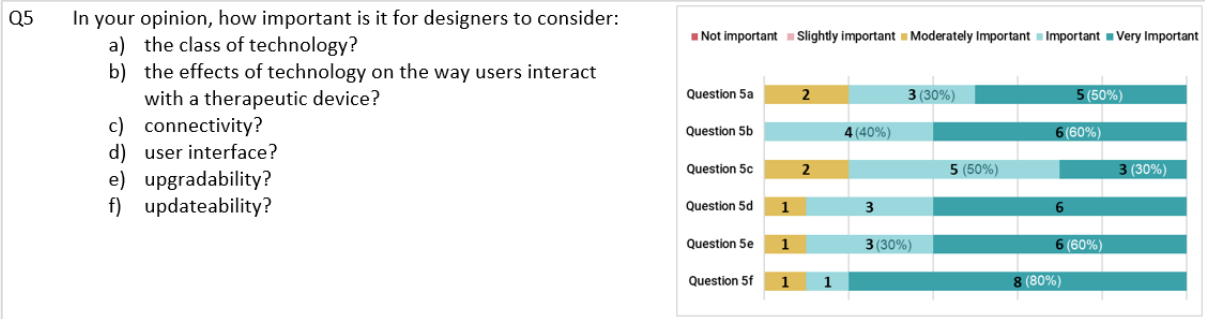 Q5 In your opinion, how important is it for designers to consider:
a) the class of technology?
b) the effects of technology on the way users interact
with a therapeutic device?
c) connectivity?
d) user interface?
e) upgradability?
f) updateability?
Not important Slightly important Moderately Important Important Very Important
Question 5a 2 3 (30%) 5 (50%)
Question 5b 4 (40%) 6 (60%)
Question 5c 2 5 (50%) 3 (30%)
Question 5d 1 3 6
Question 5e 1 3 (30%) 6 (60%)
Question 5f 1 1 8 (80%)